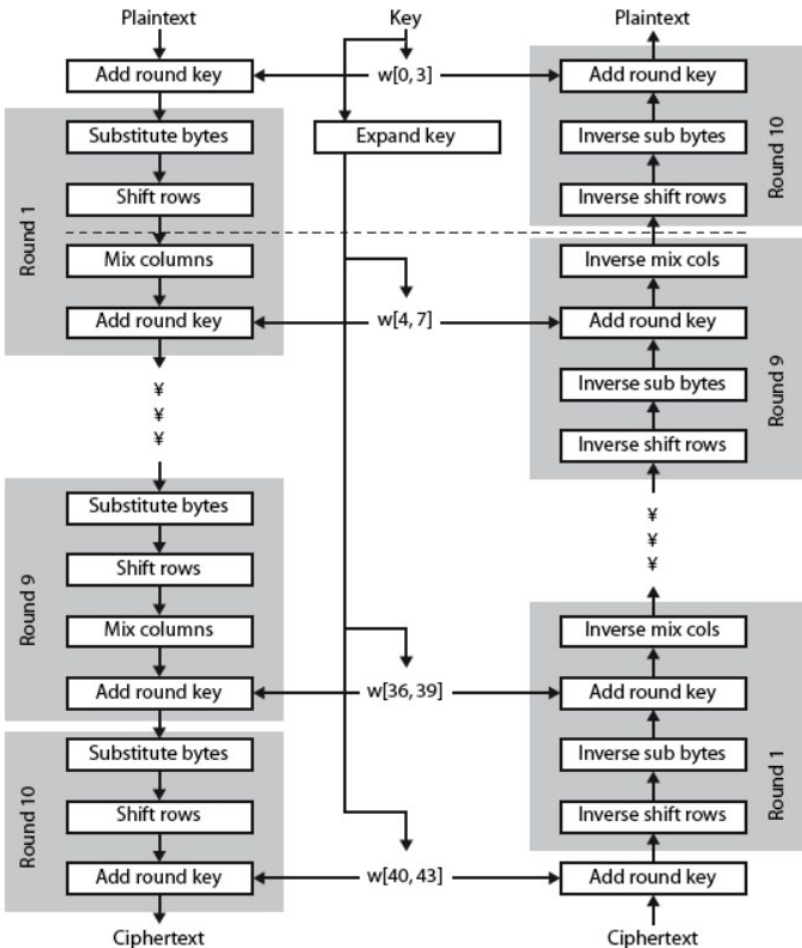 Plaintext
Key
Plaintext
Add round key
w[0, 3]
Add round key
Substitute bytes
Expand key
Inverse sub bytes
Round 10
Shift rows
Inverse shift rows
Round 1
Mix columns
Inverse mix cols
Add round key
w[4, 7]
Add round key
Round 9
¥
¥
¥
Inverse sub bytes
Inverse shift rows
Substitute bytes
¥
¥
¥
Shift rows
Round 9
Mix columns
Inverse mix cols
Add round key
w[36, 39]
Add round key
Substitute bytes
Inverse sub bytes
Round 1
Round 10
Shift rows
Inverse shift rows
Add round key
w[40, 43]
Add round key
Ciphertext
Ciphertext